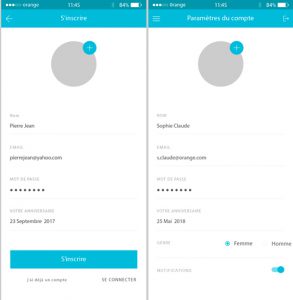 orange 11:45 84%
S'inscrire
NOM
Pierre Jean
EMAIL
pierrejean@yahoo.com
MOT DE PASSE
VOTRE ANNIVERSAIRE
23 Septembre 2017
S'inscrire
J'ai déjà un compte SE CONNECTER
orange 11:45 84%
Paramètres du compte
NOM
Sophie Claude
EMAIL
s.claude@orange.com
MOT DE PASSE
VOTRE ANNIVERSAIRE
25 Mai 2018
GENRE Femme Homme
NOTIFICATIONS